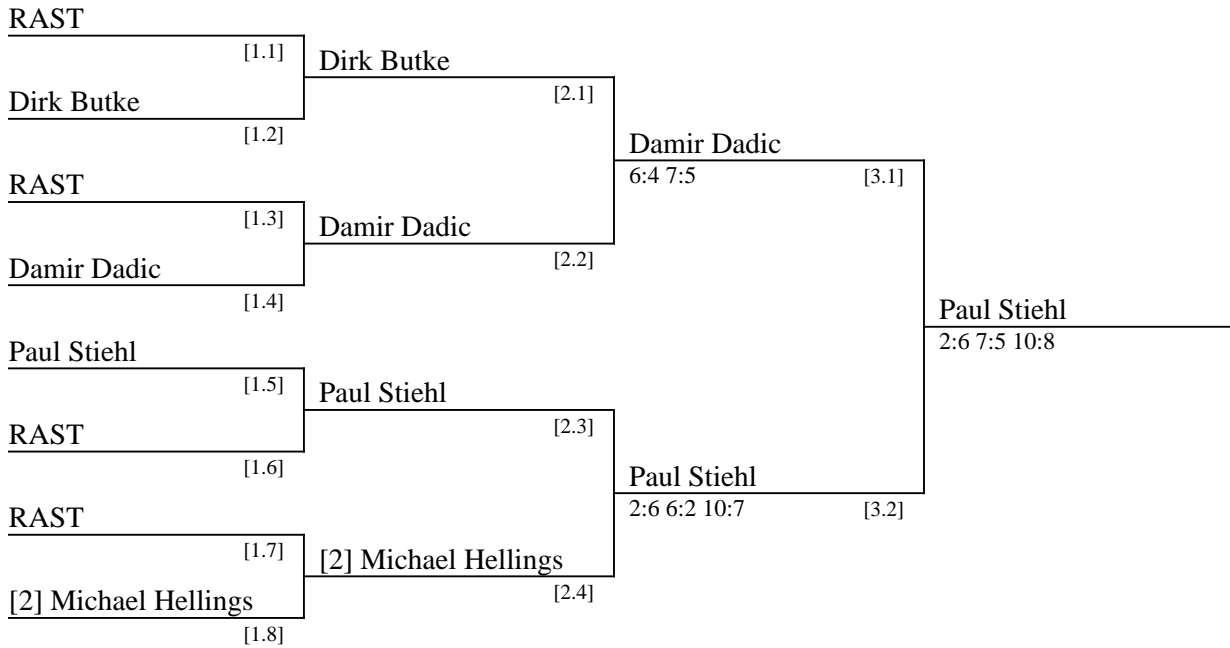 RAST
[1.1]
Dirk Butke
[2.1]
Dirk Butke
[1.2]
Damir Dadic
6:4 7:5
[3.1]
RAST
[1.3]
Damir Dadic
[2.2]
Damir Dadic
[1.4]
Paul Stiehl
2:6 7:5 10:8
Paul Stiehl
[1.5]
Paul Stiehl
[2.3]
RAST
[1.6]
Paul Stiehl
2:6 6:2 10:7
[3.2]
RAST
[1.7]
[2] Michael Hellings
[2.4]
[2] Michael Hellings
[1.8]